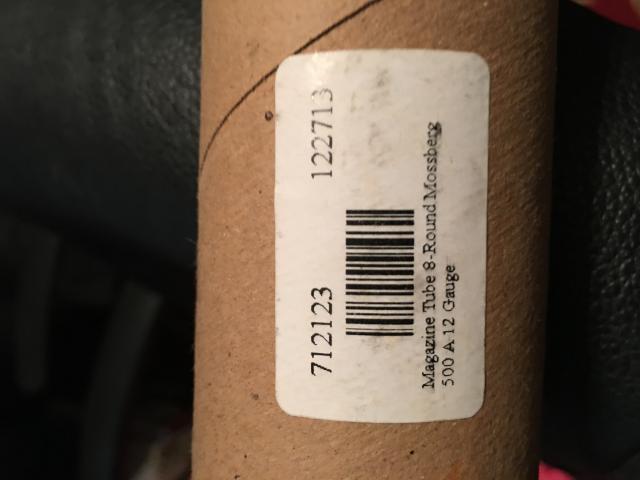 712123 122713
Magazine Tube 8-Round Mossberg
500 A 12 Gauge